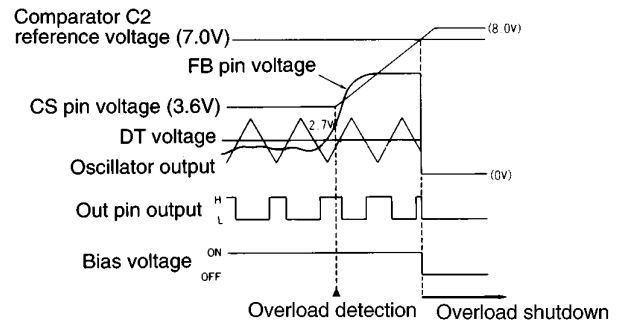 Comparator C2
reference voltage (7.0V)
(8.0V)
FB pin voltage
CS pin voltage (3.6V)
2.7V
DT voltage
Oscillator output
(0V)
Out pin output
H
L
Bias voltage
ON
OFF
Overload detection
Overload shutdown